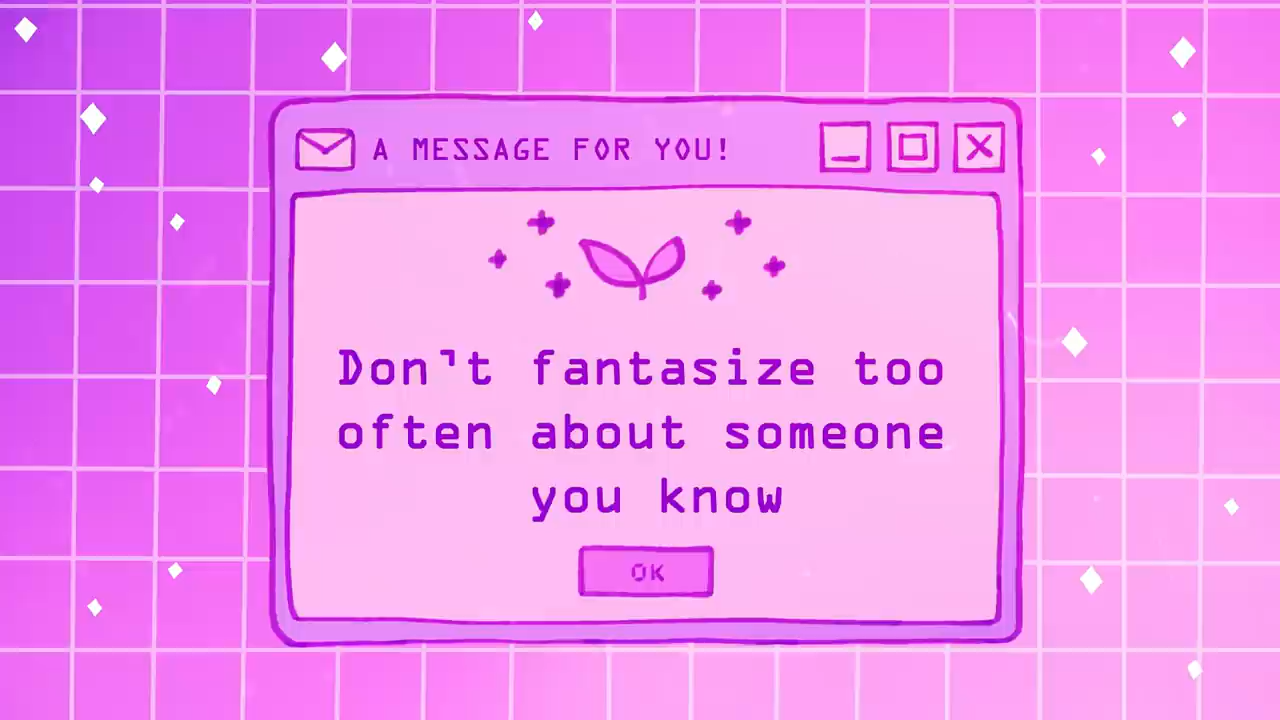 A MESSAGE FOR YOU!
Don't fantasize too
often about someone
you know
OK